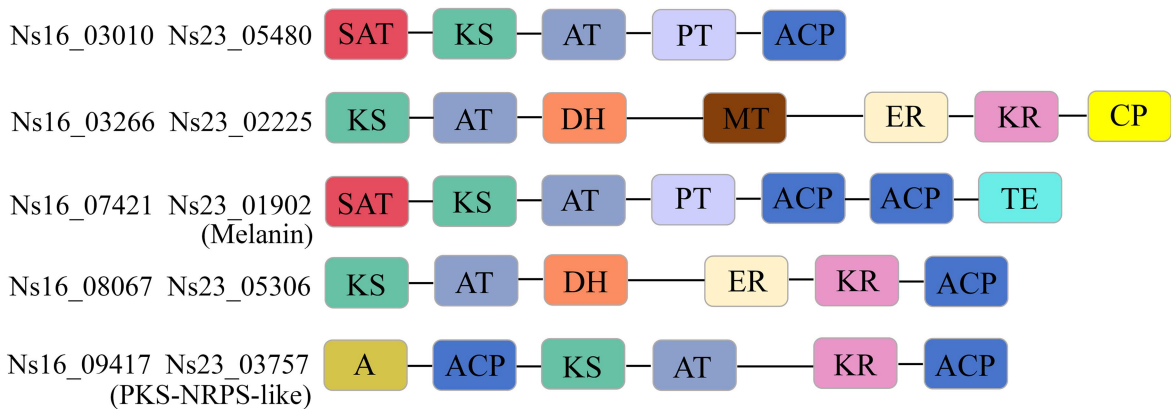 Ns16_03010 Ns23_05480 SAT KS AT PT ACP
Ns16_03266 Ns23_02225 KS AT DH MT ER KR CP
Ns16_07421 Ns23_01902 SAT KS AT PT ACP ACP TE
(Melanin)
Ns16_08067 Ns23_05306 KS AT DH ER KR ACP
Ns16_09417 Ns23_03757 A ACP KS AT KR ACP
(PKS-NRPS-like)